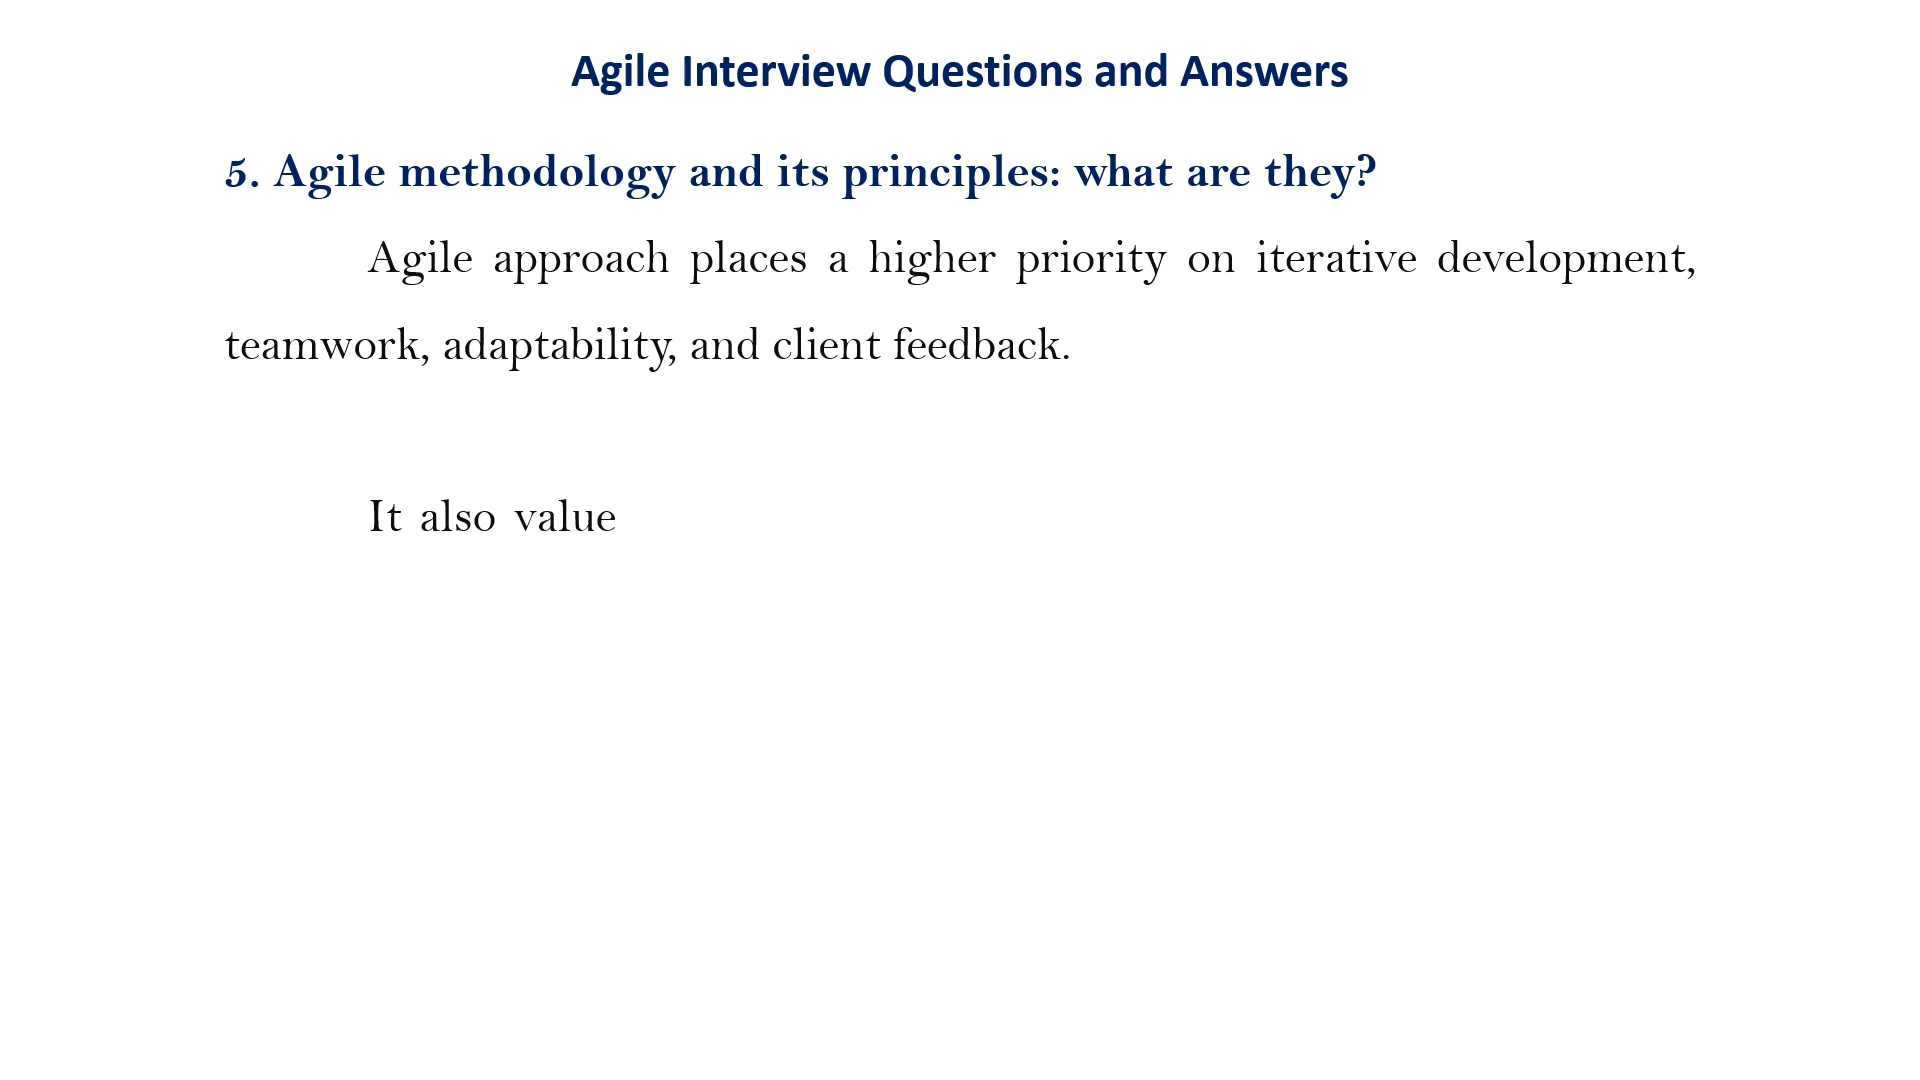 Agile Interview Questions and Answers
5. Agile methodology and its principles: what are they?
Agile approach places a higher priority on iterative development,
teamwork, adaptability, and client feedback.
It also value